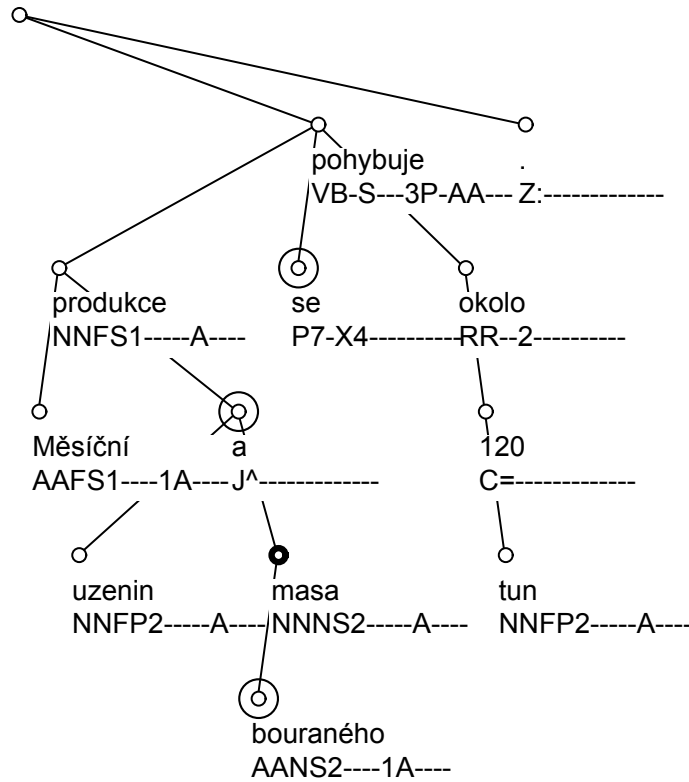 pohybuje .
VB-S---3P-AA--- Z:-------------
produkce se okolo
NNFS1-----A---- P7-X4----------RR--2----------
Měsíční a 120
AAFS1----1A----J^------------- C=-------------
uzenin masa tun
NNFP2-----A----NNNS2-----A---- NNFP2-----A----
bouraného
AANS2----1A----